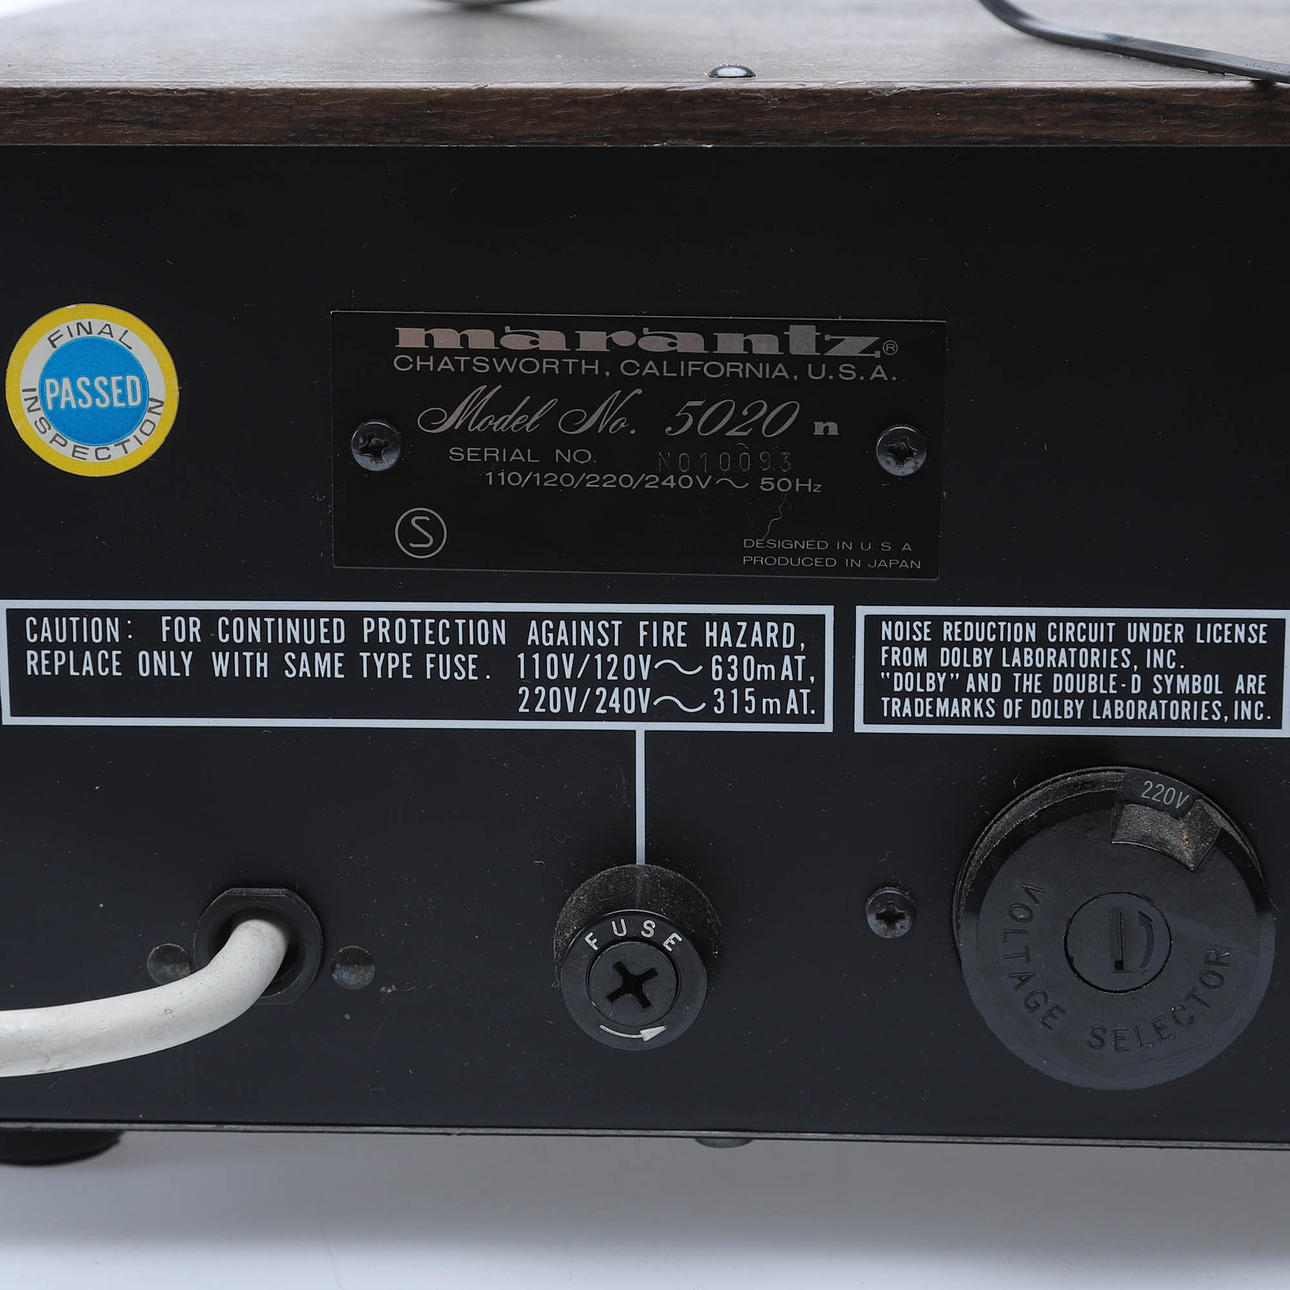 FINAL
PASSED
INSPECTION
marantz®
CHATSWORTH, CALIFORNIA, U.S.A.
Model No. 5020 n
SERIAL NO. N010093
110/120/220/240V～ 50Hz
S
DESIGNED IN U.S.A
PRODUCED IN JAPAN
CAUTION: FOR CONTINUED PROTECTION AGAINST FIRE HAZARD,
REPLACE ONLY WITH SAME TYPE FUSE. 110V/120V～630mAT,
220V/240V～315mAT.
NOISE REDUCTION CIRCUIT UNDER LICENSE
FROM DOLBY LABORATORIES, INC.
"DOLBY" AND THE DOUBLE-D SYMBOL ARE
TRADEMARKS OF DOLBY LABORATORIES, INC.
FUSE
220V
VOLTAGE SELECTOR